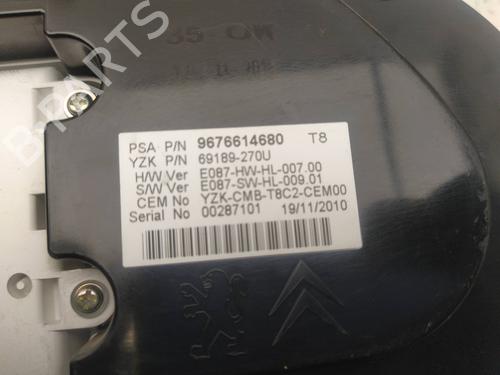 PSA P/N 9676614680 T8
YZK P/N 69189-270U
H/W Ver E087-HW-HL-007.00
S/W Ver E087-SW-HL-009.01
CEM No YZK-CMB-T8C2-CEM00
Serial No 00287101 19/11/2010
B-PARTS